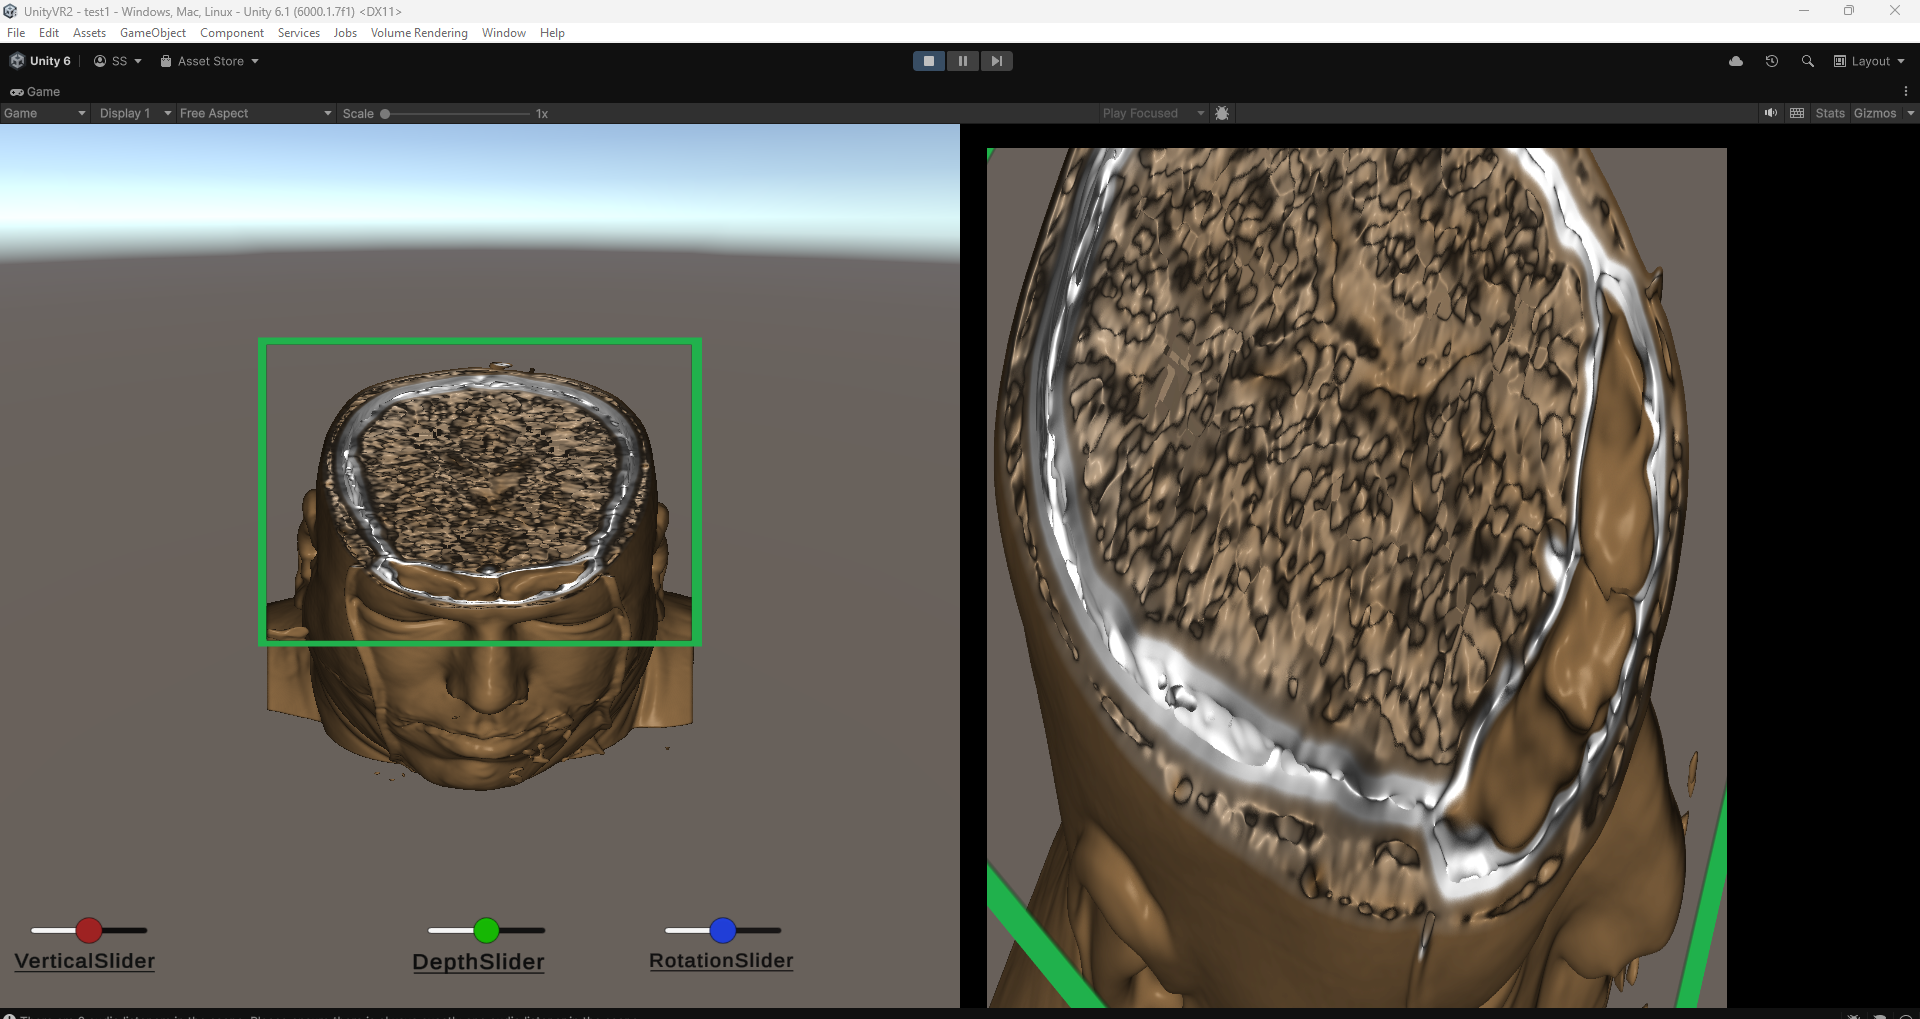 UnityVR2 - test1 - Windows, Mac, Linux - Unity 6.1 (6000.1.7f1) <DX11>
File Edit Assets GameObject Component Services Jobs Volume Rendering Window Help
Unity 6 SS Asset Store Layout
Game
Game Display 1 Free Aspect Scale 1x Play Focused Stats Gizmos
VerticalSlider DepthSlider RotationSlider